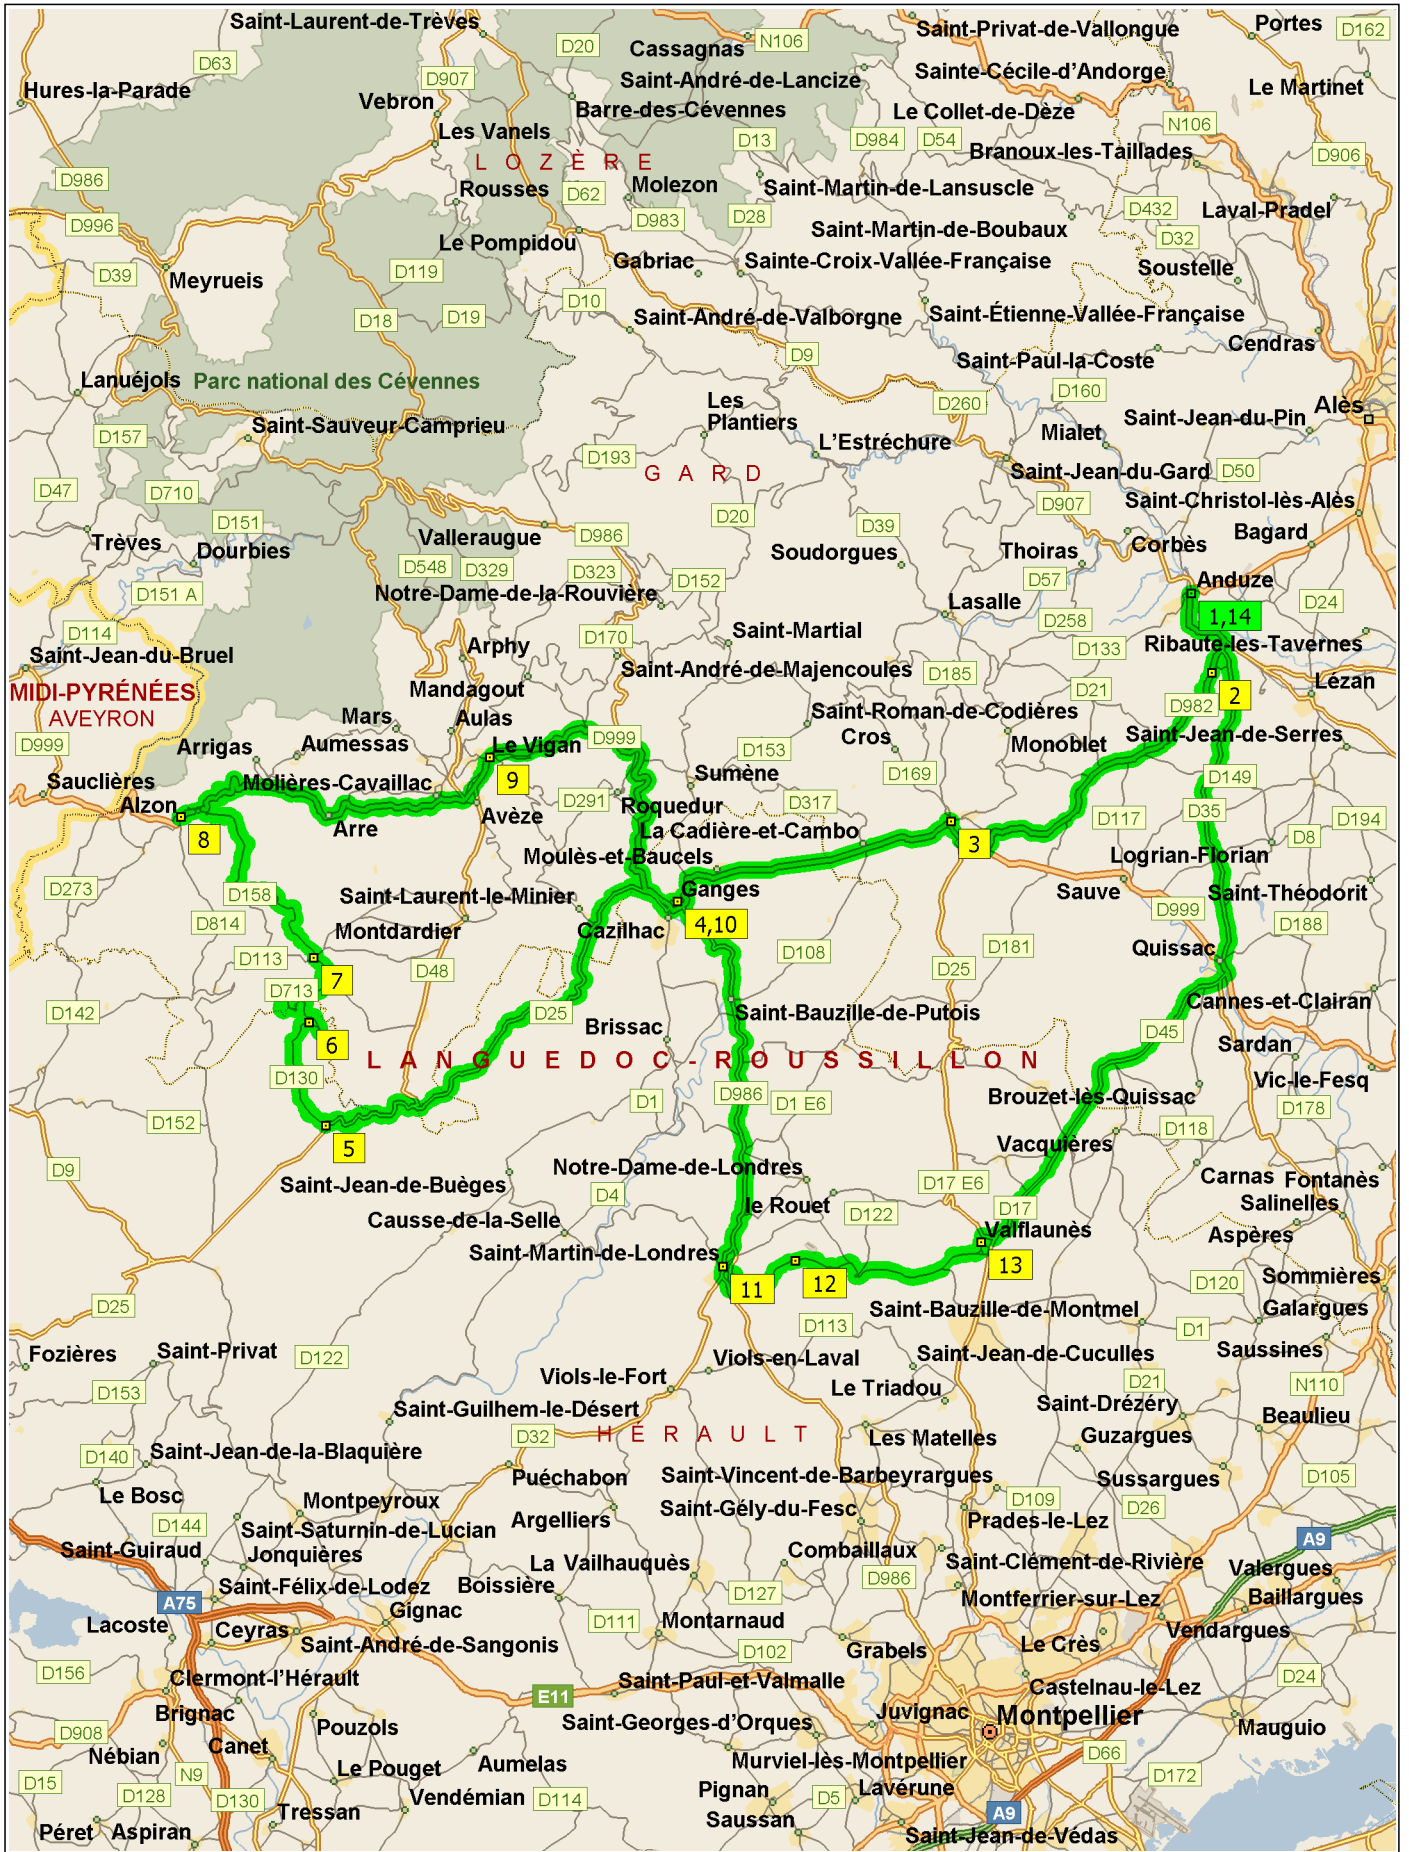 Saint-Laurent-de-Trèves
Saint-Privat-de-Vallongue
Portes
D162
D20
Cassagnas
N106
D63
Saint-André-de-Lancize
Sainte-Cécile-d'Andorge
D907
Hures-la-Parade
Vebron
Barre-des-Cévennes
Le Collet-de-Dèze
Le Martinet
Les Vanels
N106
D13
D984
D54
Branoux-les-Taillades
D906
LOZÈRE
D986
Rousses
D62
Molezon
Saint-Martin-de-Lansuscle
D996
D983
D28
D432
Laval-Pradel
Le Pompidou
Saint-Martin-de-Boubaux
D32
D39
Meyrueis
D119
Gabriac
Sainte-Croix-Vallée-Française
Soustelle
D10
D18
D19
Saint-André-de-Valborgne
Saint-Étienne-Vallée-Française
Cendras
D9
Saint-Paul-la-Coste
Lanuéjols
Parc national des Cévennes
D160
Les
Plantiers
D260
Saint-Jean-du-Pin
Alès
D157
Saint-Sauveur-Camprieu
L'Estréchure
Mialet
D193
GARD
Saint-Jean-du-Gard
D50
D47
D710
D907
Saint-Christol-lès-Alès
D151
D20
D39
Bagard
Trèves
Dourbies
Valleraugue
D986
Soudorgues
Thoiras
Corbès
D548
D329
D323
D152
D57
Anduze
D151 A
Notre-Dame-de-la-Rouvière
Lasalle
D24
1,14
D114
D170
Saint-Martial
D258
Arphy
D133
Ribaute-les-Tavernes
Saint-Jean-du-Bruel
Saint-André-de-Majencoules
D185
MIDI-PYRÉNÉES
Mandagout
D21
2
Lézan
AVEYRON
Mars
Aulas
Saint-Roman-de-Codières
D982
D999
Arrigas
Aumessas
Le Vigan
D999
Cros
Monoblet
Saint-Jean-de-Serres
D153
Sauclières
Molières-Cavaillac
9
Sumène
D169
D149
Alzon
D291
Roquedur
D317
D35
Arre
Avèze
La Cadière-et-Cambo
D117
D194
8
3
D8
Moulès-et-Baucels
Logrian-Florian
D273
D158
Saint-Laurent-le-Minier
Ganges
Sauve
Saint-Théodorit
D814
D999
4,10
Montdardier
Cazilhac
D188
D113
D108
D181
Quissac
7
D48
D25
D713
D142
D25
Saint-Bauzille-de-Putois
Cannes-et-Clairan
Brissac
6
D45
Sardan
LANGUEDOC-ROUSSILLON
D130
Vic-le-Fesq
D1
D986
D1 E6
Brouzet-lès-Quissac
D178
D152
D118
5
Vacquières
D9
Notre-Dame-de-Londres
Carnas
Fontanès
Saint-Jean-de-Buèges
D4
D17 E6
Salinelles
le Rouet
D17
Causse-de-la-Selle
D122
Valflaunès
Aspères
Saint-Martin-de-Londres
13
D120
Sommières
11
12
D25
Saint-Bauzille-de-Montmel
Galargues
D113
D1
Fozières
Saint-Privat
D122
Viols-en-Laval
Saint-Jean-de-Cuculles
Saussines
Viols-le-Fort
D153
Le Triadou
D21
N110
Saint-Guilhem-le-Désert
Saint-Drézéry
Beaulieu
D32
HÉRAULT
Les Matelles
Guzargues
D140
Saint-Jean-de-la-Blaquière
Puéchabon
Saint-Vincent-de-Barbeyrargues
Sussargues
D105
Le Bosc
Montpeyroux
D109
Argelliers
Saint-Gély-du-Fesc
D26
Prades-le-Lez
D144
Saint-Saturnin-de-Lucian
A9
Saint-Guiraud
Jonquières
La Vailhauquès
Combaillaux
Saint-Clément-de-Rivière
Valergues
Saint-Félix-de-Lodez
Boissière
D986
A75
D127
Montferrier-sur-Lez
Baillargues
Gignac
Lacoste
Ceyras
D111
Montarnaud
Vendargues
Saint-André-de-Sangonis
Le Crès
D102
Grabels
D156
Clermont-l'Hérault
Saint-Paul-et-Valmalle
D24
E11
Castelnau-le-Lez
Brignac
Juvignac
Montpellier
D908
Pouzols
Saint-Georges-d'Orques
Mauguio
Nébian
Canet
Le Pouget
Aumelas
Murviel-lès-Montpellier
D66
D15
N9
D172
D128
D130
Vendémian
D114
Pignan
D5
Lavérune
Tressan
Saussan
A9
Péret
Aspiran
Saint-Jean-de-Védas